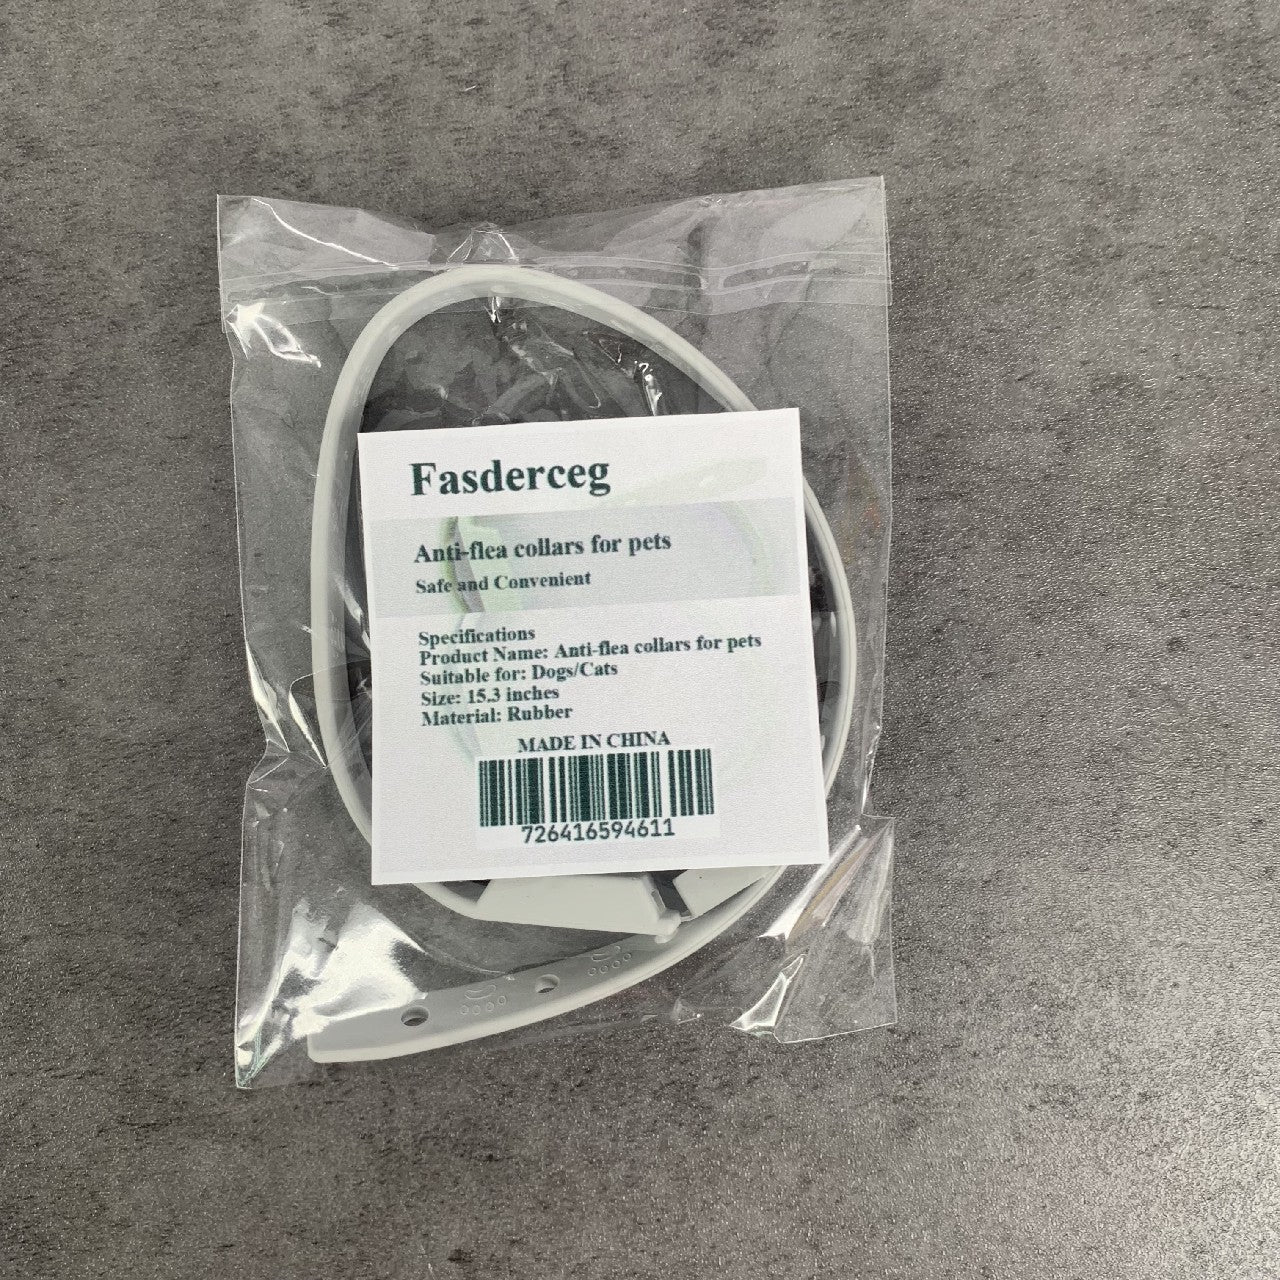 Fasderceg
Anti-flea collars for pets
Safe and Convenient
Specifications
Product Name: Anti-flea collars for pets
Suitable for: Dogs/Cats
Size: 15.3 inches
Material: Rubber
MADE IN CHINA
726416594611